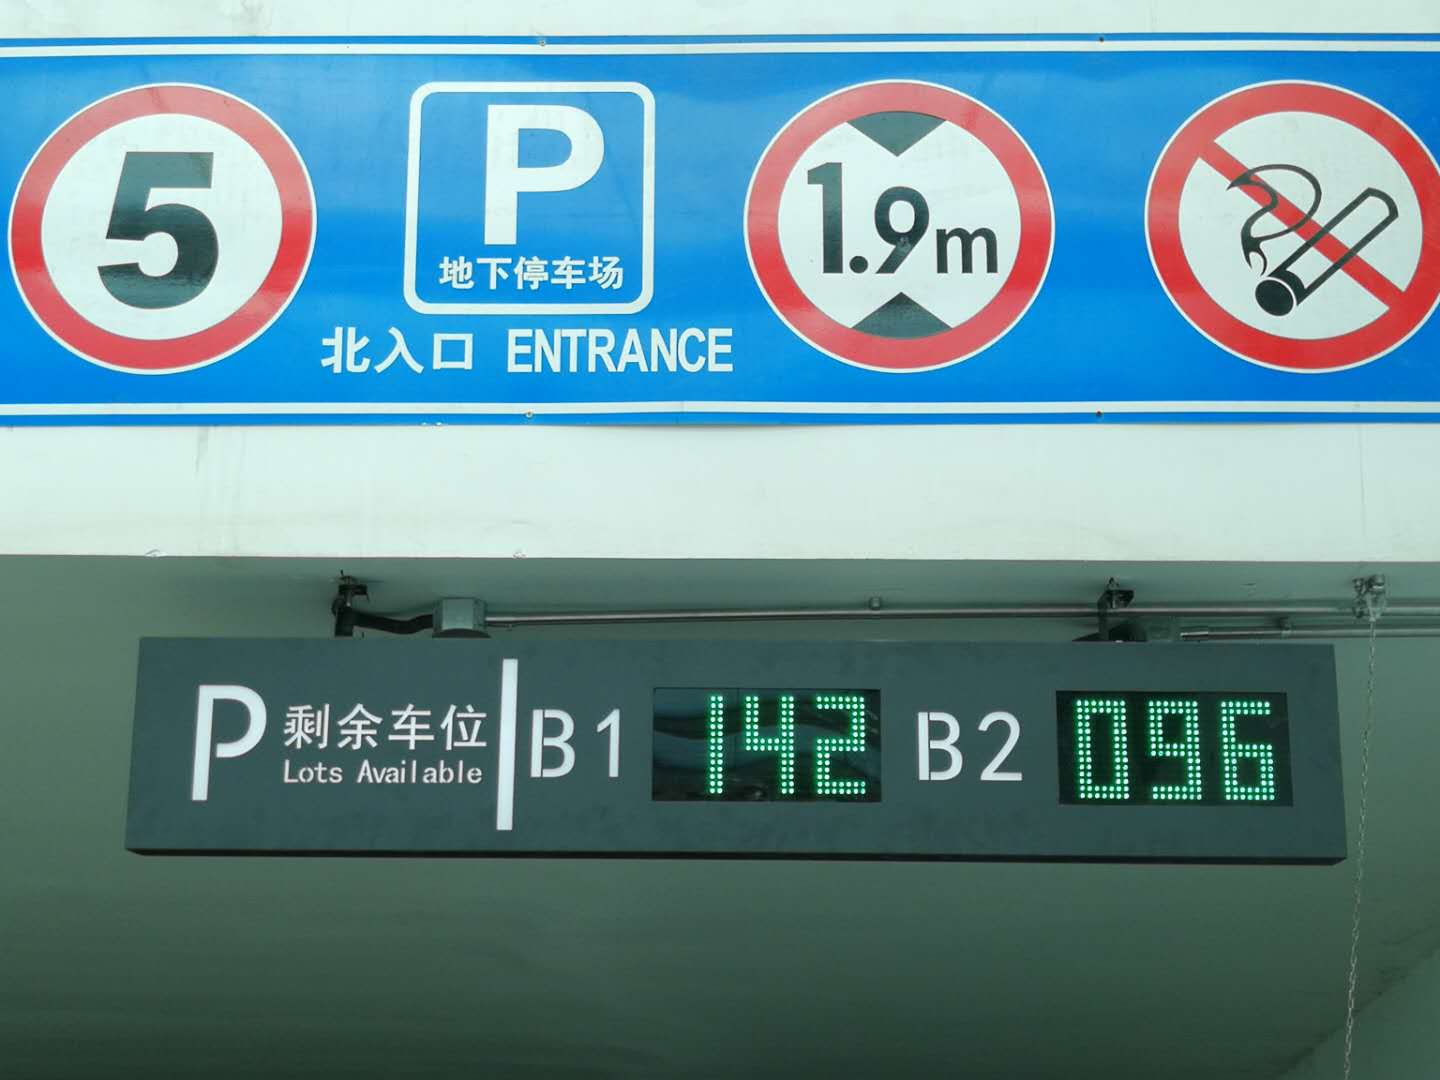 5
P
地下停车场
北入口 ENTRANCE
1.9m
P 剩余车位
Lots Available
B1 142 B2 096